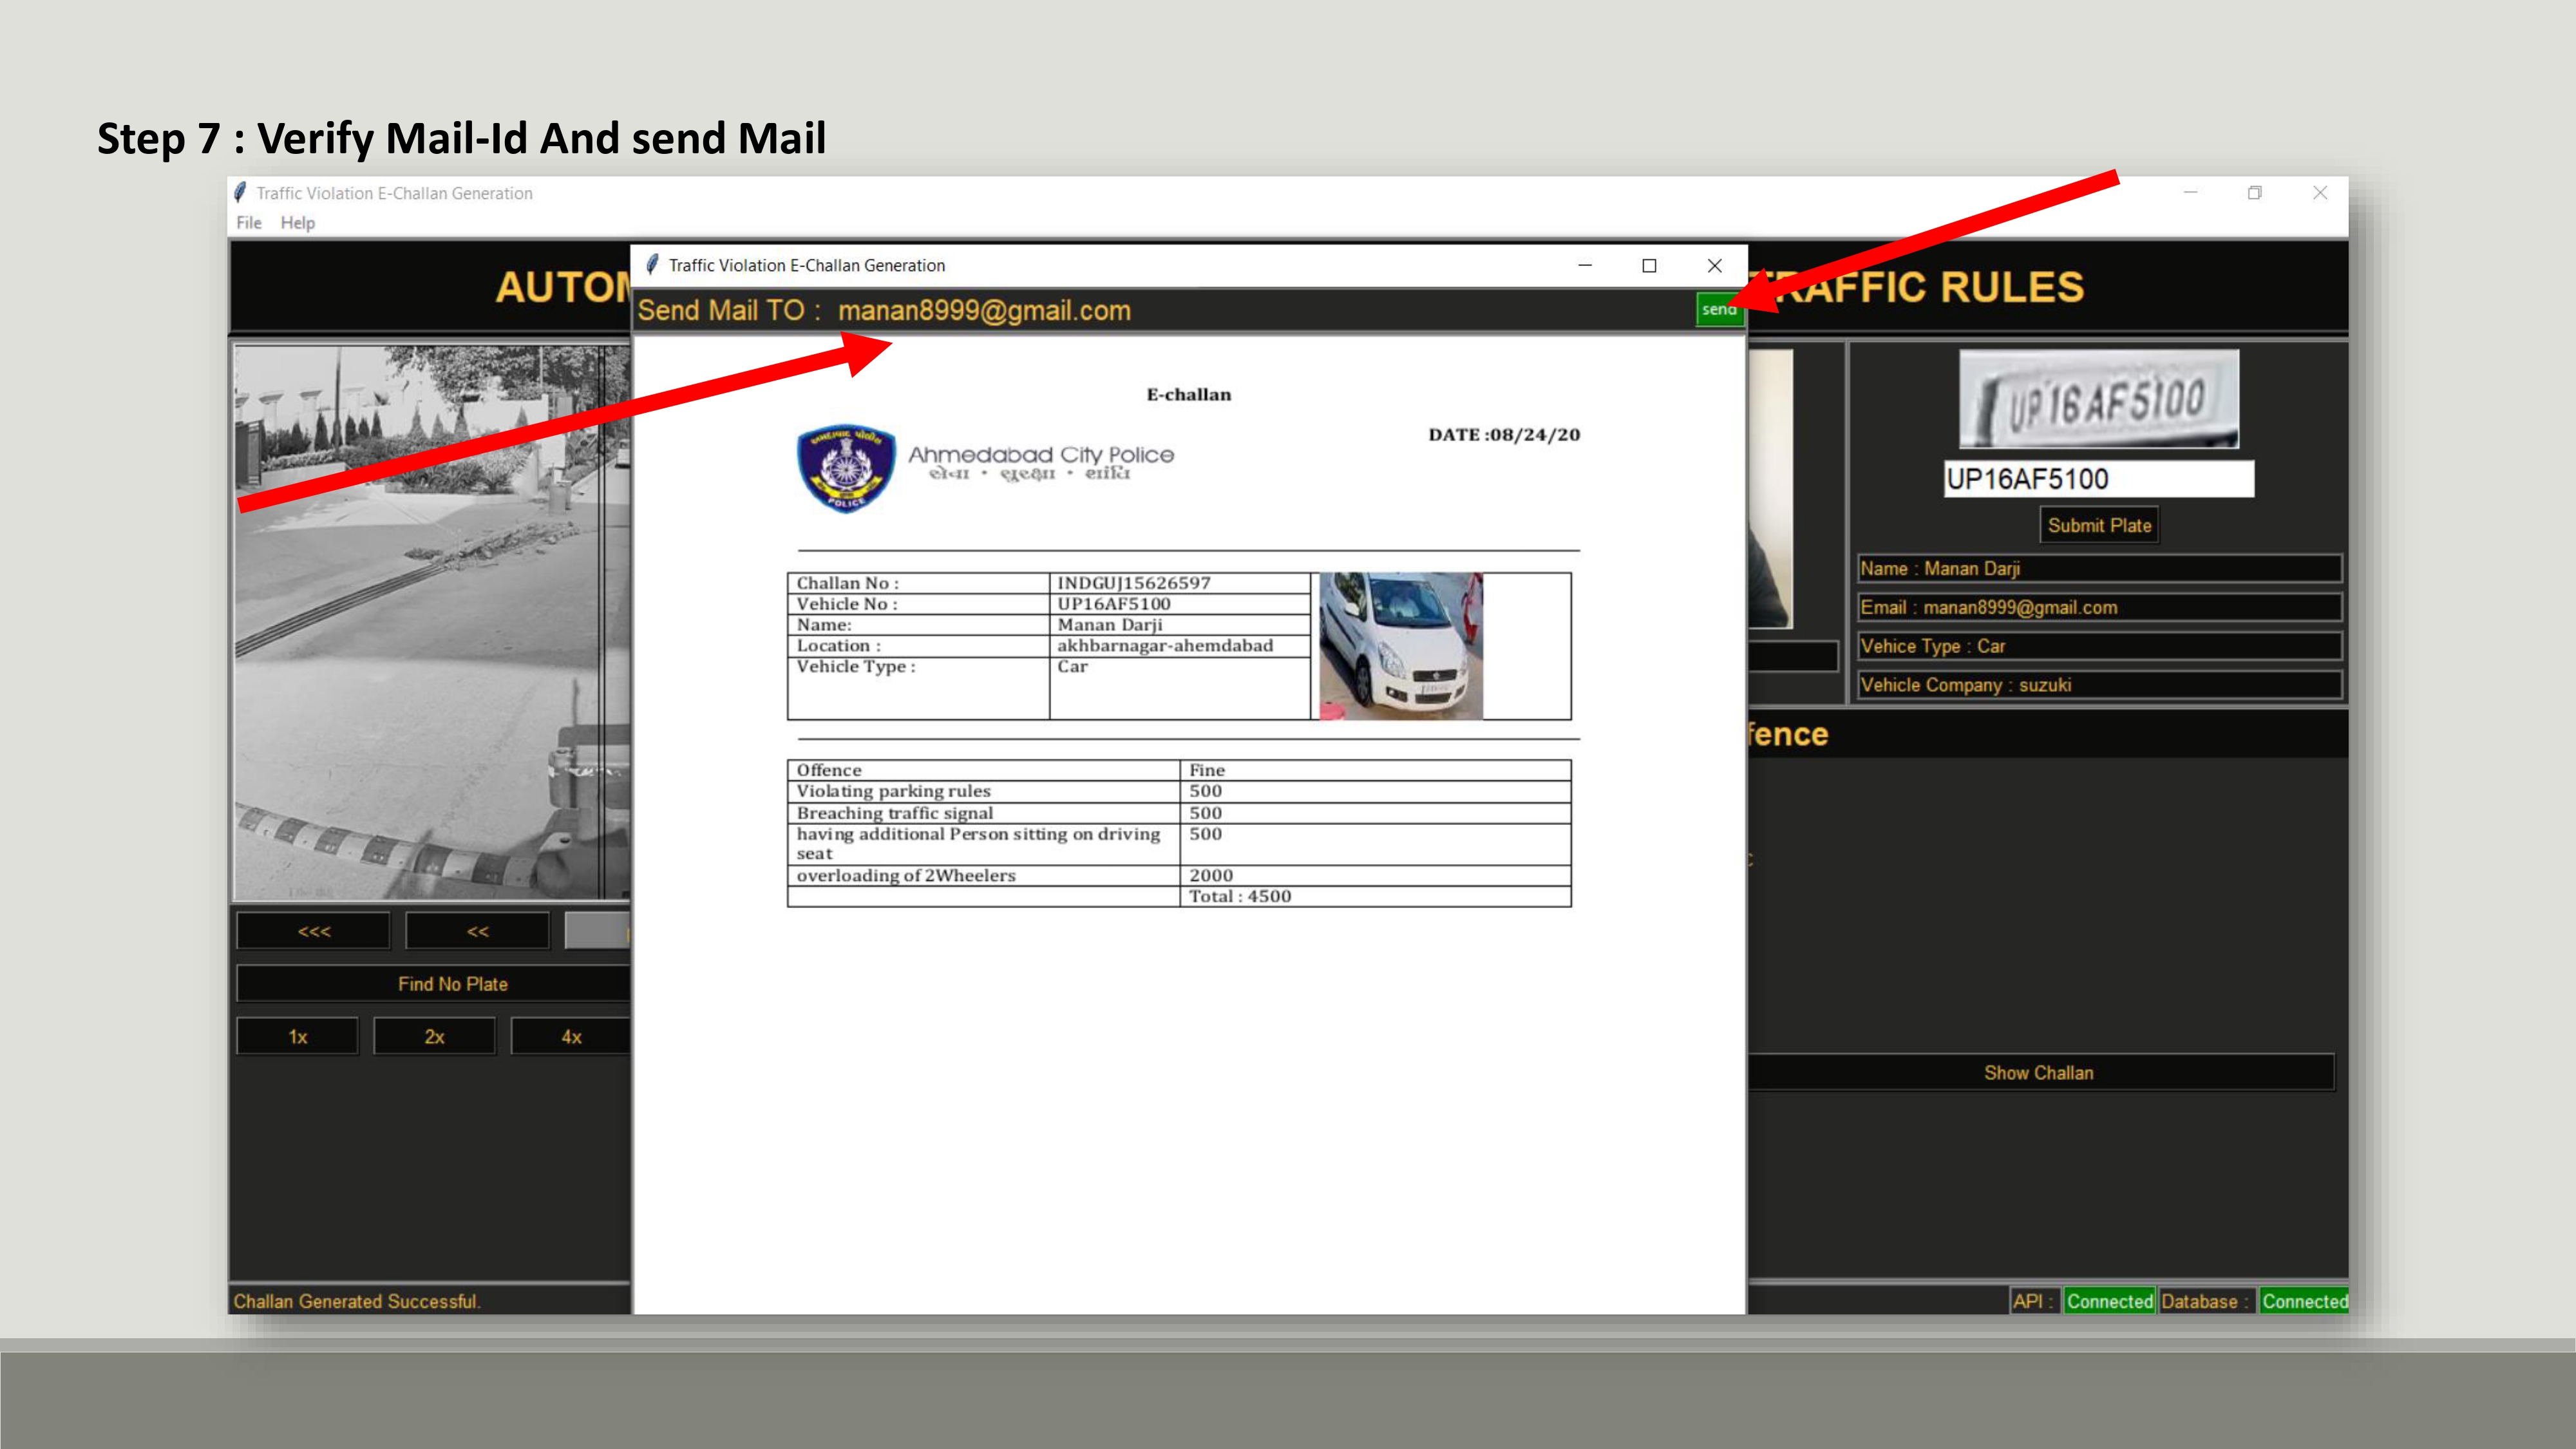 Step 7 : Verify Mail-Id And send Mail
Traffic Violation E-Challan Generation
File Help
AUTOM
TRAFFIC RULES
Traffic Violation E-Challan Generation
Send Mail TO : manan8999@gmail.com
send
E-challan
DATE :08/24/20
અમદાવાદ પોલીસ
POLICE
Ahmedabad City Police
સેવા · સુરક્ષા · શાંતિ
Challan No : INDGUJ15626597
Vehicle No : UP16AF5100
Name: Manan Darji
Location : akhbarnagar-ahemdabad
Vehicle Type : Car
Offence Fine
Violating parking rules 500
Breaching traffic signal 500
having additional Person sitting on driving 500
seat
overloading of 2Wheelers 2000
Total : 4500
UP16AF5100
UP16AF5100
Submit Plate
Name : Manan Darji
Email : manan8999@gmail.com
Vehice Type : Car
Vehicle Company : suzuki
fence
<<< <<
Find No Plate
1x 2x 4x
Show Challan
Challan Generated Successful.
API : Connected Database : Connected